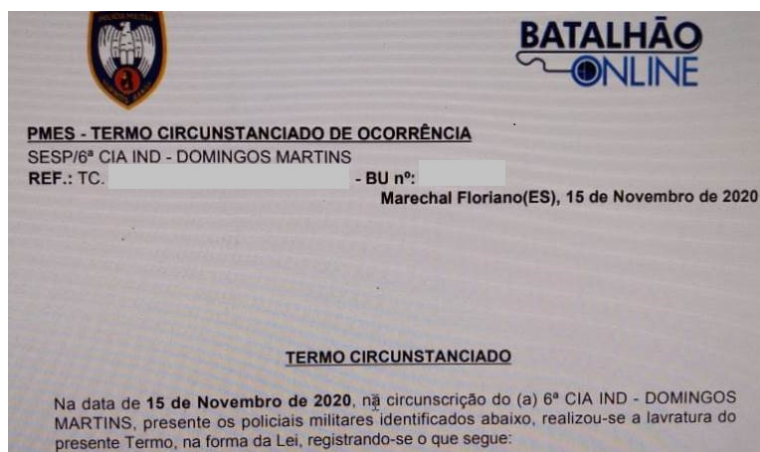 BATALHÃO
ONLINE
PMES - TERMO CIRCUNSTANCIADO DE OCORRÊNCIA
SESP/6ª CIA IND - DOMINGOS MARTINS
REF.: TC. - BU nº:
Marechal Floriano(ES), 15 de Novembro de 2020
TERMO CIRCUNSTANCIADO
Na data de 15 de Novembro de 2020, na circunscrição do (a) 6ª CIA IND - DOMINGOS
MARTINS, presente os policiais militares identificados abaixo, realizou-se a lavratura do
presente Termo, na forma da Lei, registrando-se o que segue: